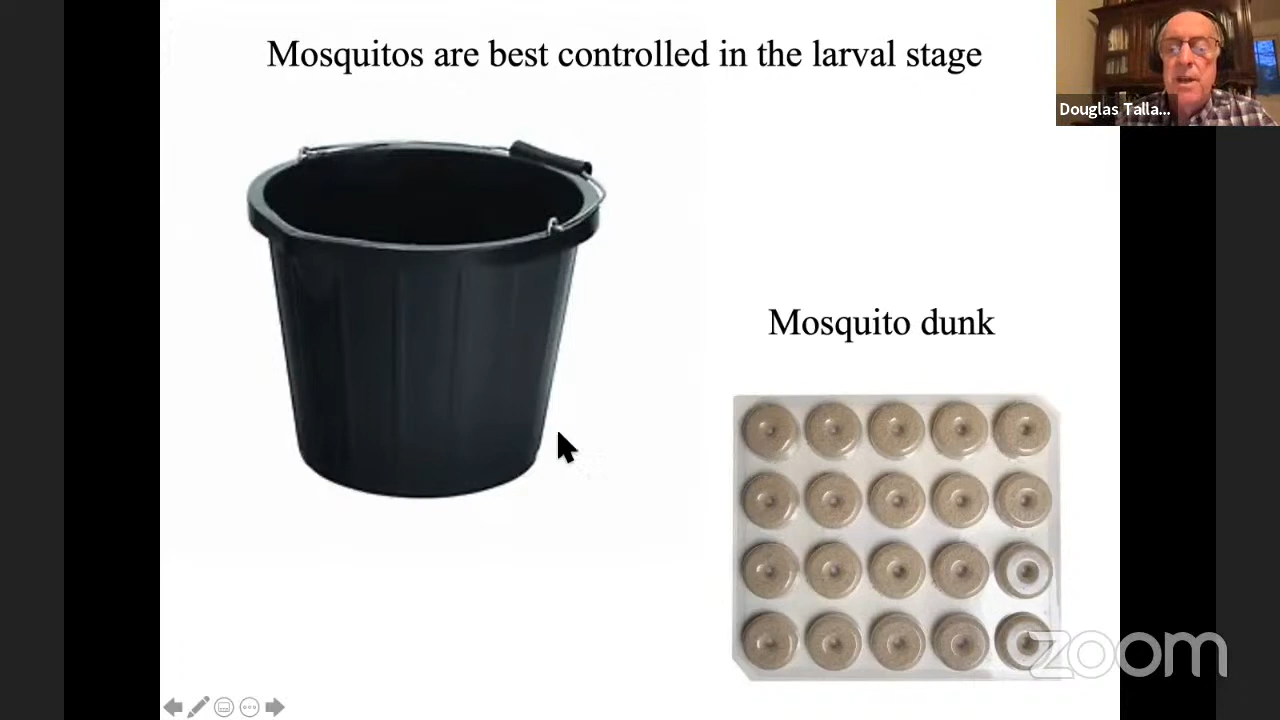 Mosquitos are best controlled in the larval stage
Douglas Talla...
Mosquito dunk
zoom